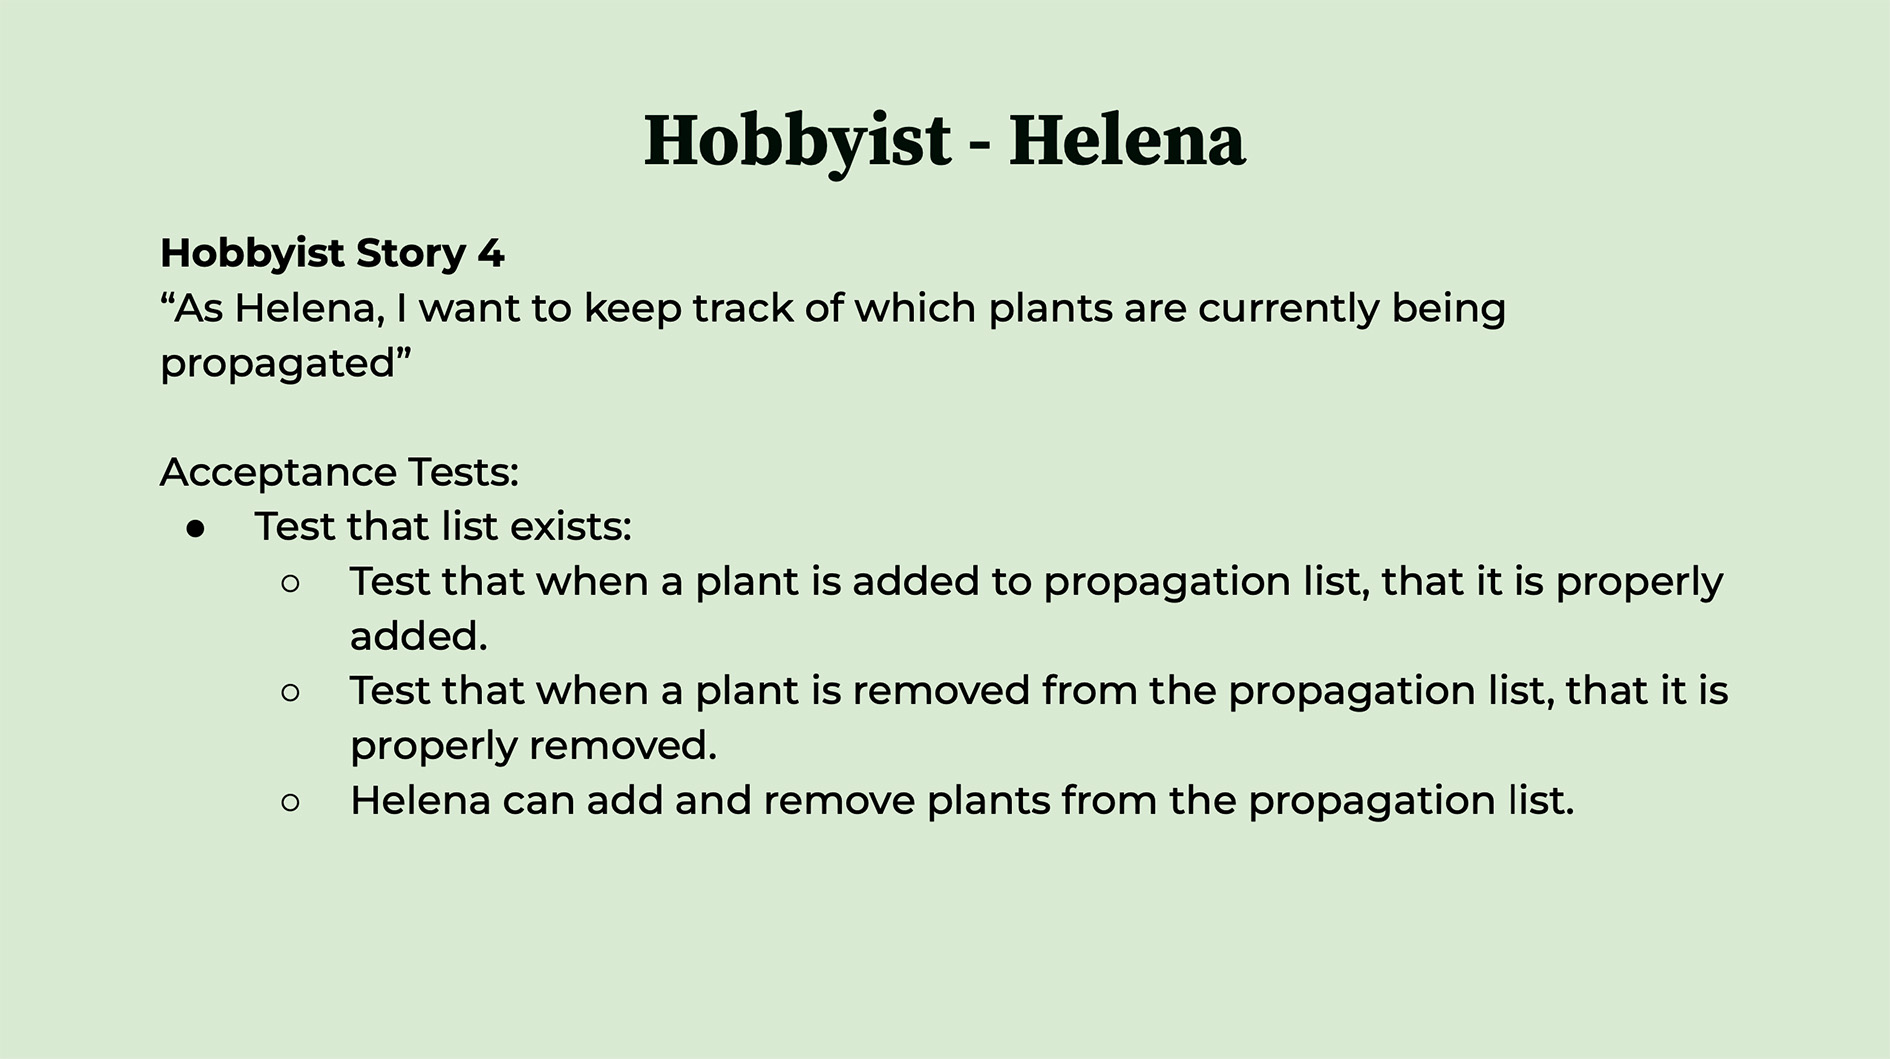 Hobbyist - Helena
Hobbyist Story 4
“As Helena, I want to keep track of which plants are currently being
propagated”
Acceptance Tests:
● Test that list exists:
○ Test that when a plant is added to propagation list, that it is properly
added.
○ Test that when a plant is removed from the propagation list, that it is
properly removed.
○ Helena can add and remove plants from the propagation list.